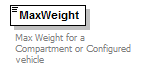 MaxWeight
Max Weight for a
Compartment or Configured
vehicle